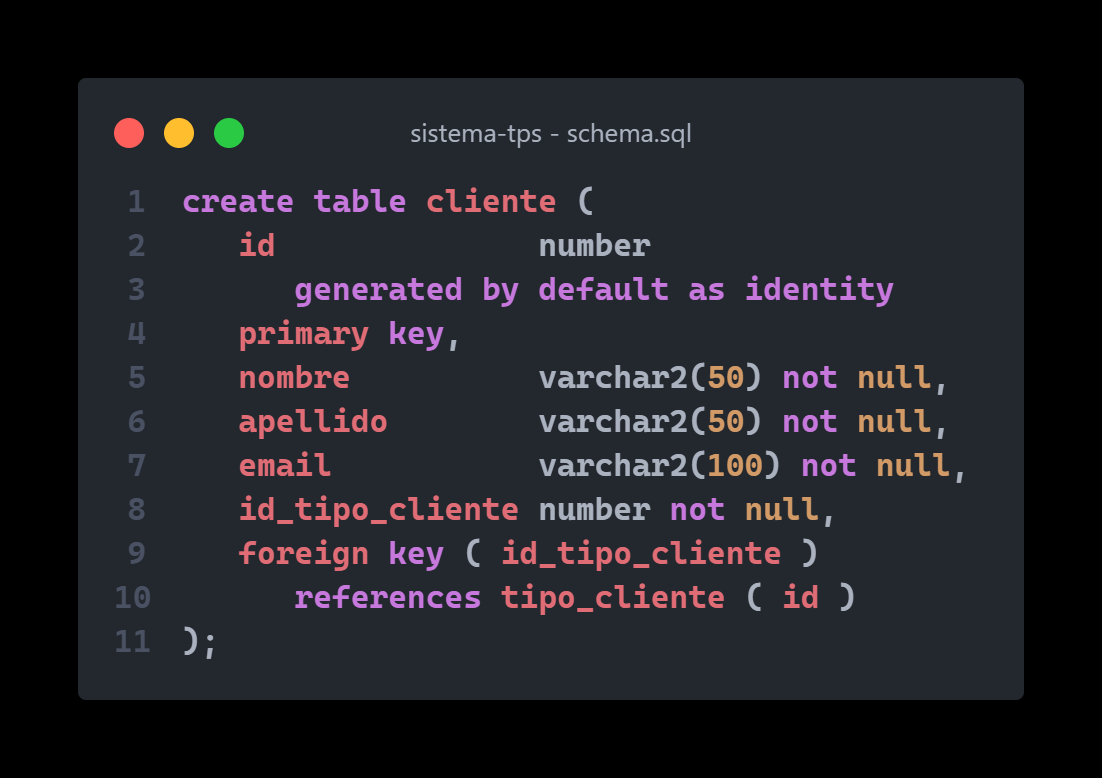 sistema-tps - schema.sql
1 create table cliente (
2    id              number
3       generated by default as identity
4    primary key,
5    nombre          varchar2(50) not null,
6    apellido        varchar2(50) not null,
7    email           varchar2(100) not null,
8    id_tipo_cliente number not null,
9    foreign key ( id_tipo_cliente )
10       references tipo_cliente ( id )
11 );